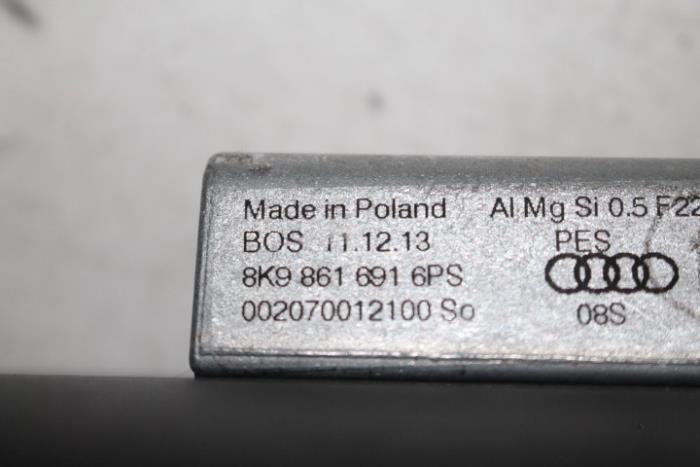 Made in Poland Al Mg Si 0.5 F22
BOS 11.12.13 PES
8K9 861 691 6PS
002070012100 So 08S